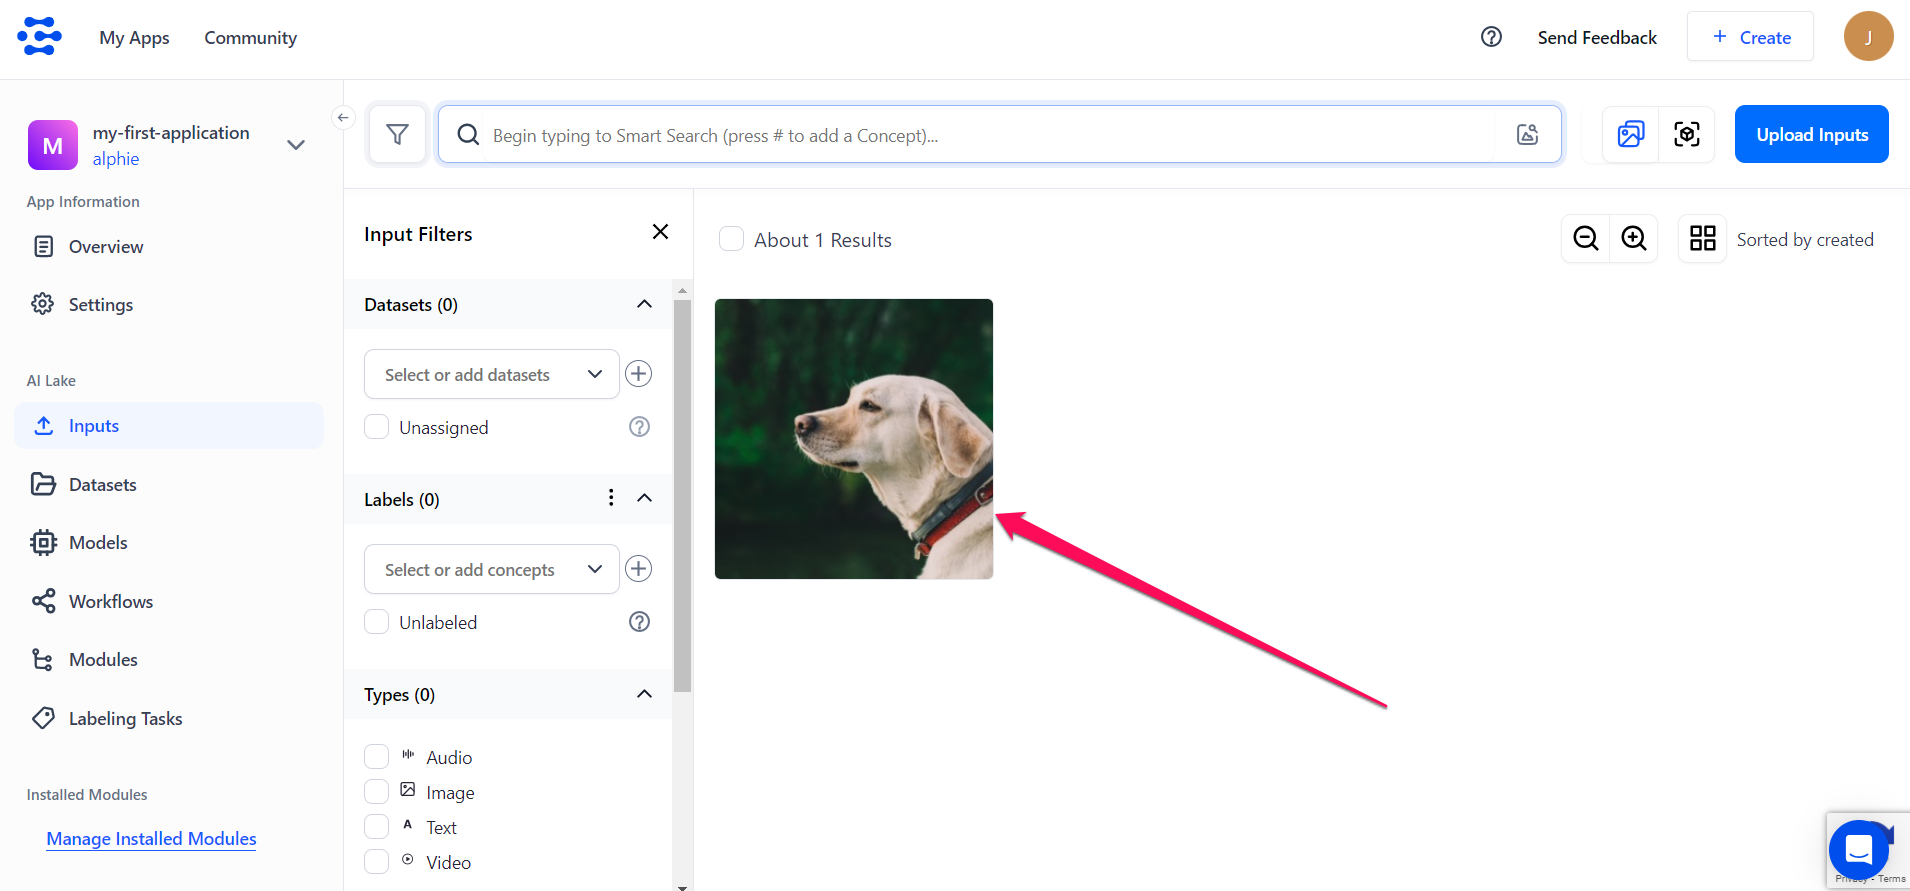 My Apps
Community
Send Feedback
+ Create
J
M
my-first-application
alphie
App Information
Overview
Settings
AI Lake
Inputs
Datasets
Models
Workflows
Modules
Labeling Tasks
Installed Modules
Manage Installed Modules
Begin typing to Smart Search (press # to add a Concept)...
Upload Inputs
Input Filters
Datasets (0)
Select or add datasets
Unassigned
Labels (0)
Select or add concepts
Unlabeled
Types (0)
Audio
Image
A Text
Video
About 1 Results
Sorted by created
Privacy - Terms